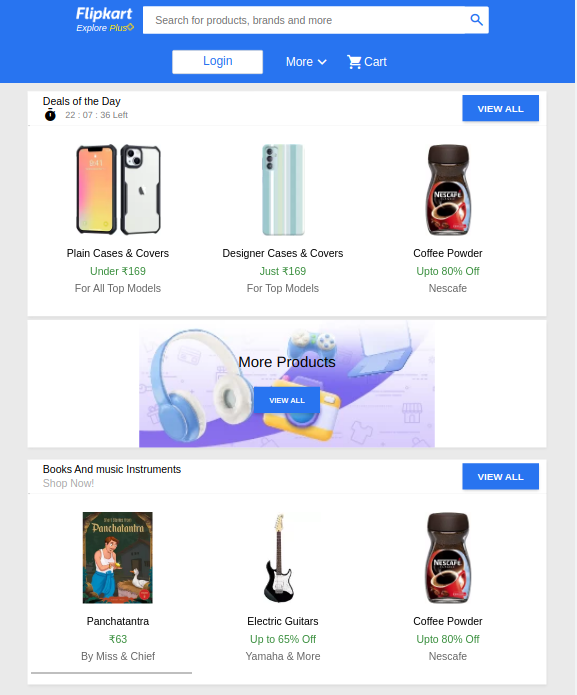 Flipkart
Explore Plus
Search for products, brands and more
Login
More
Cart
Deals of the Day
22 : 07 : 36 Left
VIEW ALL
NESCAFÉ
Plain Cases & Covers
Designer Cases & Covers
Coffee Powder
Under ₹169
Just ₹169
Upto 80% Off
For All Top Models
For Top Models
Nescafe
More Products
VIEW ALL
Books And music Instruments
Shop Now!
VIEW ALL
Panchatantra
NESCAFÉ
Panchatantra
Electric Guitars
Coffee Powder
₹63
Up to 65% Off
Upto 80% Off
By Miss & Chief
Yamaha & More
Nescafe